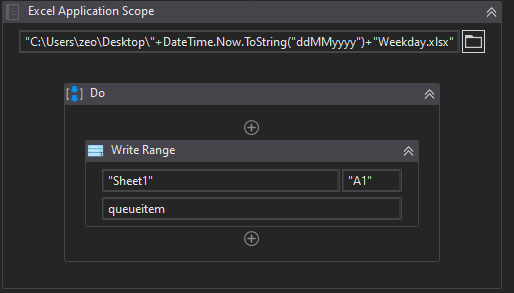 Excel Application Scope
"C:\Users\zeo\Desktop\"+DateTime.Now.ToString("ddMMyyyy")+"Weekday.xlsx"
Do
Write Range
"Sheet1" "A1"
queueitem